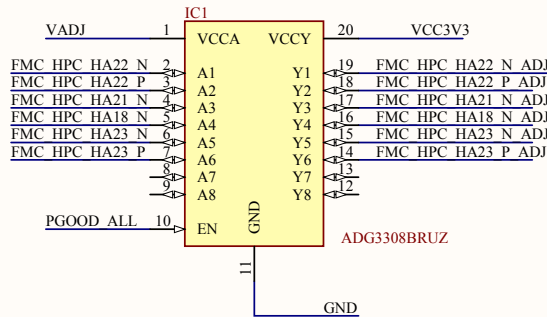 IC1
VADJ 1 VCCA VCCY 20 VCC3V3
FMC_HPC_HA22_N 2 A1 Y1 19 FMC_HPC_HA22_N_ADJ
FMC_HPC_HA22_P 3 A2 Y2 18 FMC_HPC_HA22_P_ADJ
FMC_HPC_HA21_N 4 A3 Y3 17 FMC_HPC_HA21_N_ADJ
FMC_HPC_HA18_N 5 A4 Y4 16 FMC_HPC_HA18_N_ADJ
FMC_HPC_HA23_N 6 A5 Y5 15 FMC_HPC_HA23_N_ADJ
FMC_HPC_HA23_P 7 A6 Y6 14 FMC_HPC_HA23_P_ADJ
8 A7 Y7 13
9 A8 Y8 12
PGOOD_ALL 10 EN GND
ADG3308BRUZ
11
GND